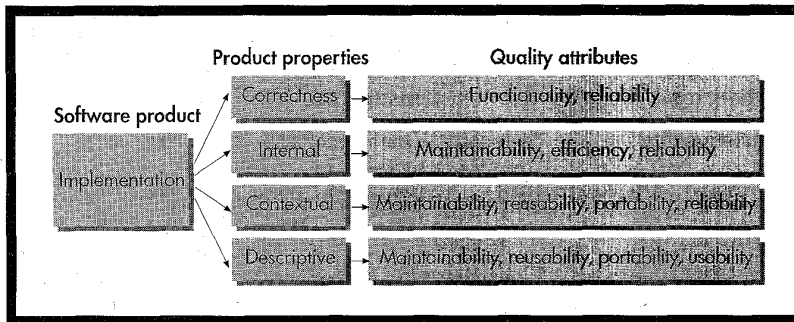 Product properties
Quality attributes
Software product
Implementation
Correctness
Functionality, reliability
Internal
Maintainability, efficiency, reliability
Contextual
Maintainability, reusability, portability, reliability
Descriptive
Maintainability, reusability, portability, usability